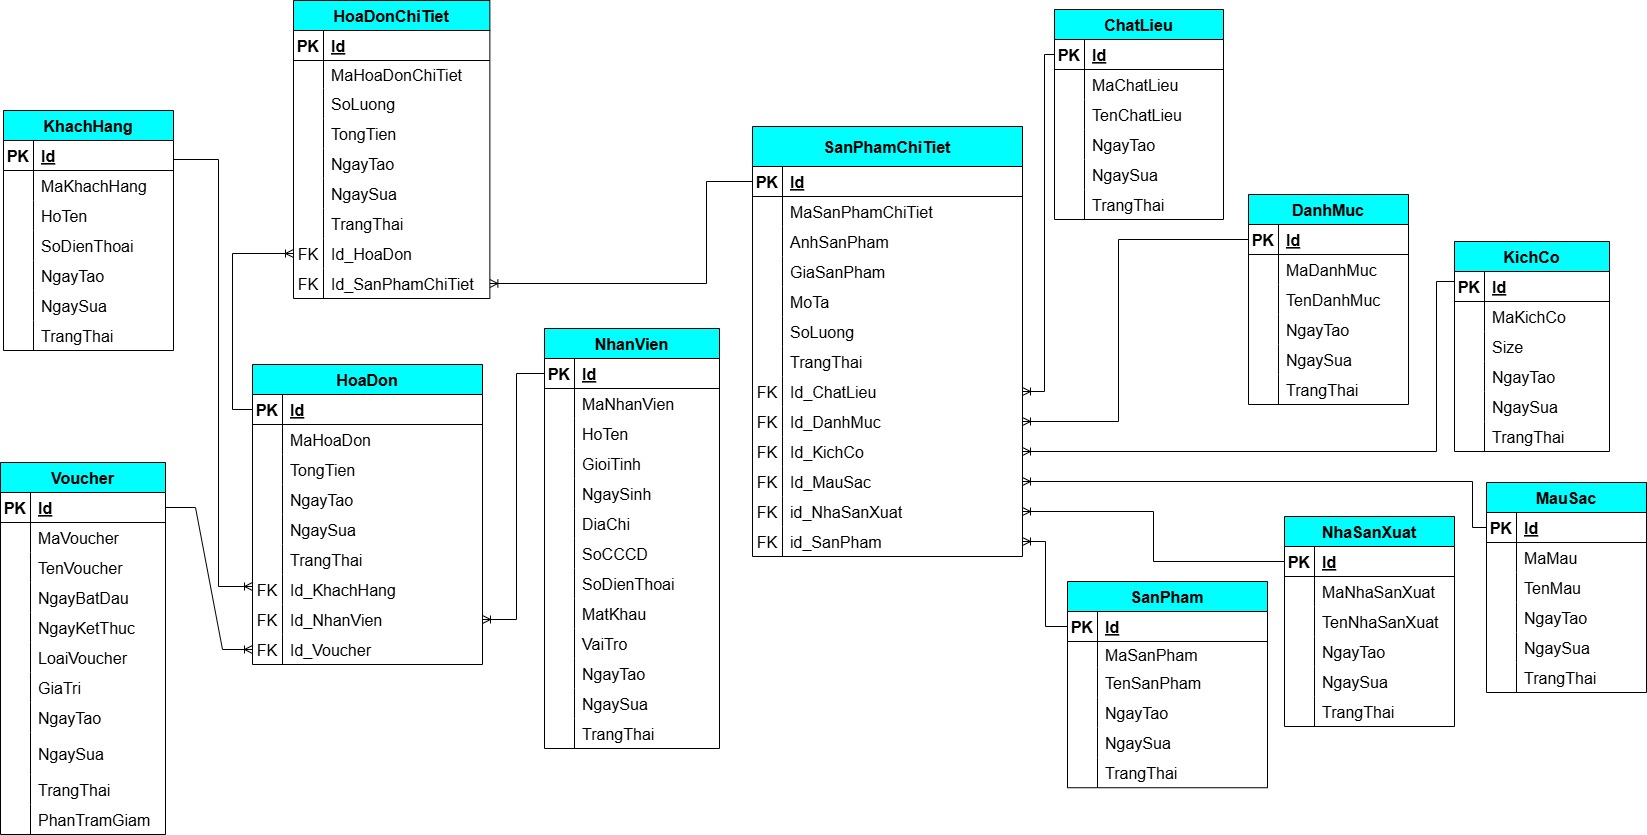 HoaDonChiTiet
PK Id
MaHoaDonChiTiet
SoLuong
TongTien
NgayTao
NgaySua
TrangThai
FK Id_HoaDon
FK Id_SanPhamChiTiet
KhachHang
PK Id
MaKhachHang
HoTen
SoDienThoai
NgayTao
NgaySua
TrangThai
HoaDon
PK Id
MaHoaDon
TongTien
NgayTao
NgaySua
TrangThai
FK Id_KhachHang
FK Id_NhanVien
FK Id_Voucher
Voucher
PK Id
MaVoucher
TenVoucher
NgayBatDau
NgayKetThuc
LoaiVoucher
GiaTri
NgayTao
NgaySua
TrangThai
PhanTramGiam
NhanVien
PK Id
MaNhanVien
HoTen
GioiTinh
NgaySinh
DiaChi
SoCCCD
SoDienThoai
MatKhau
VaiTro
NgayTao
NgaySua
TrangThai
SanPhamChiTiet
PK Id
MaSanPhamChiTiet
AnhSanPham
GiaSanPham
MoTa
SoLuong
TrangThai
FK Id_ChatLieu
FK Id_DanhMuc
FK Id_KichCo
FK Id_MauSac
FK id_NhaSanXuat
FK id_SanPham
ChatLieu
PK Id
MaChatLieu
TenChatLieu
NgayTao
NgaySua
TrangThai
DanhMuc
PK Id
MaDanhMuc
TenDanhMuc
NgayTao
NgaySua
TrangThai
KichCo
PK Id
MaKichCo
Size
NgayTao
NgaySua
TrangThai
MauSac
PK Id
MaMau
TenMau
NgayTao
NgaySua
TrangThai
NhaSanXuat
PK Id
MaNhaSanXuat
TenNhaSanXuat
NgayTao
NgaySua
TrangThai
SanPham
PK Id
MaSanPham
TenSanPham
NgayTao
NgaySua
TrangThai